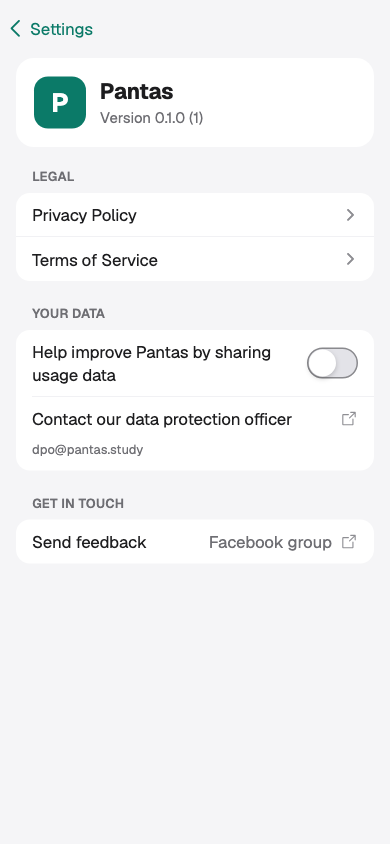 Settings
P
Pantas
Version 0.1.0 (1)
LEGAL
Privacy Policy
Terms of Service
YOUR DATA
Help improve Pantas by sharing
usage data
Contact our data protection officer
dpo@pantas.study
GET IN TOUCH
Send feedback Facebook group